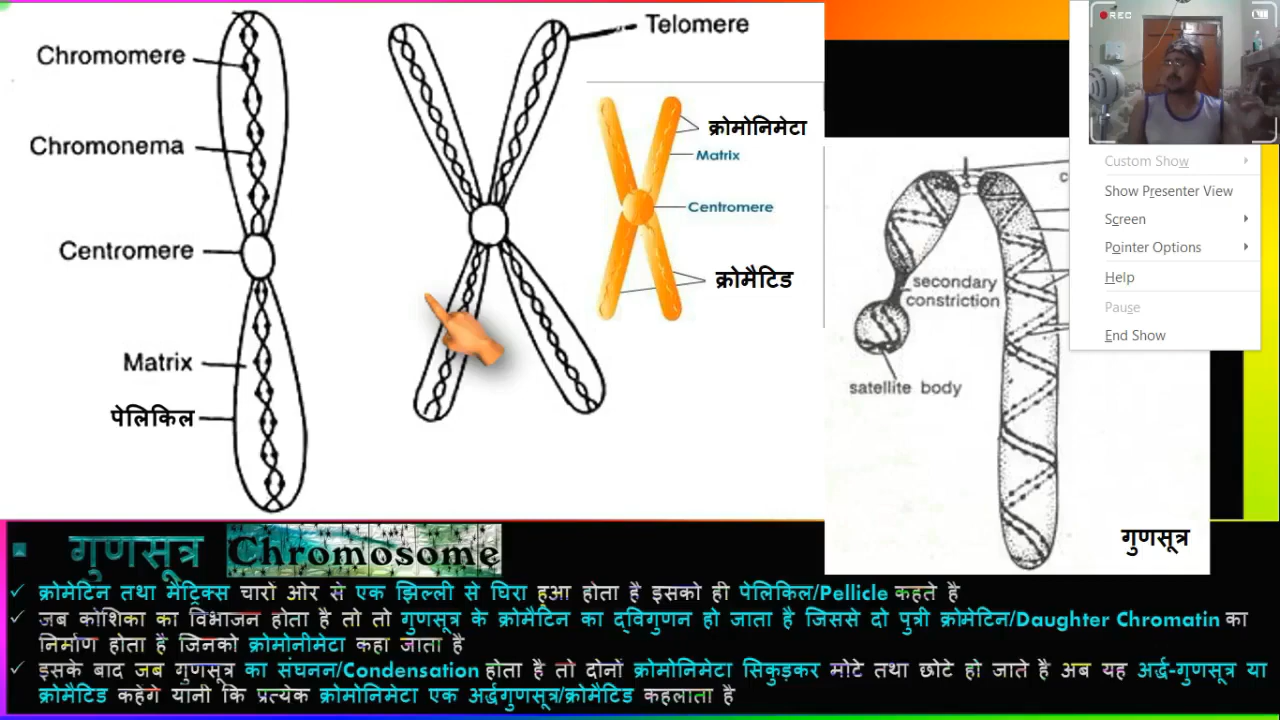 Chromomere
Chromonema
Centromere
Matrix
पेलिकिल
Telomere
क्रोमोनिमेटा
Matrix
Centromere
क्रोमैटिड
secondary
constriction
satellite body
गुणसूत्र
REC
Custom Show
Show Presenter View
Screen
Pointer Options
Help
Pause
End Show
गुणसूत्र Chromosome
✓ क्रोमेटिन तथा मेट्रिक्स चारों ओर से एक झिल्ली से घिरा हुआ होता है इसको ही पेलिकिल/Pellicle कहते है
✓ जब कोशिका का विभाजन होता है तो तो गुणसूत्र के क्रोमैटिन का द्विगुणन हो जाता है जिससे दो पुत्री क्रोमेटिन/Daughter Chromatin का
निर्माण होता है जिनको क्रोमोनीमेटा कहा जाता है
✓ इसके बाद जब गुणसूत्र का संघनन/Condensation होता है तो दोनों क्रोमोनिमेटा सिकुड़कर मोटे तथा छोटे हो जाते है अब यह अर्द्ध-गुणसूत्र या
क्रोमैटिड कहेंगे यानी कि प्रत्येक क्रोमोनिमेटा एक अर्द्धगुणसूत्र/क्रोमैटिड कहलाता है